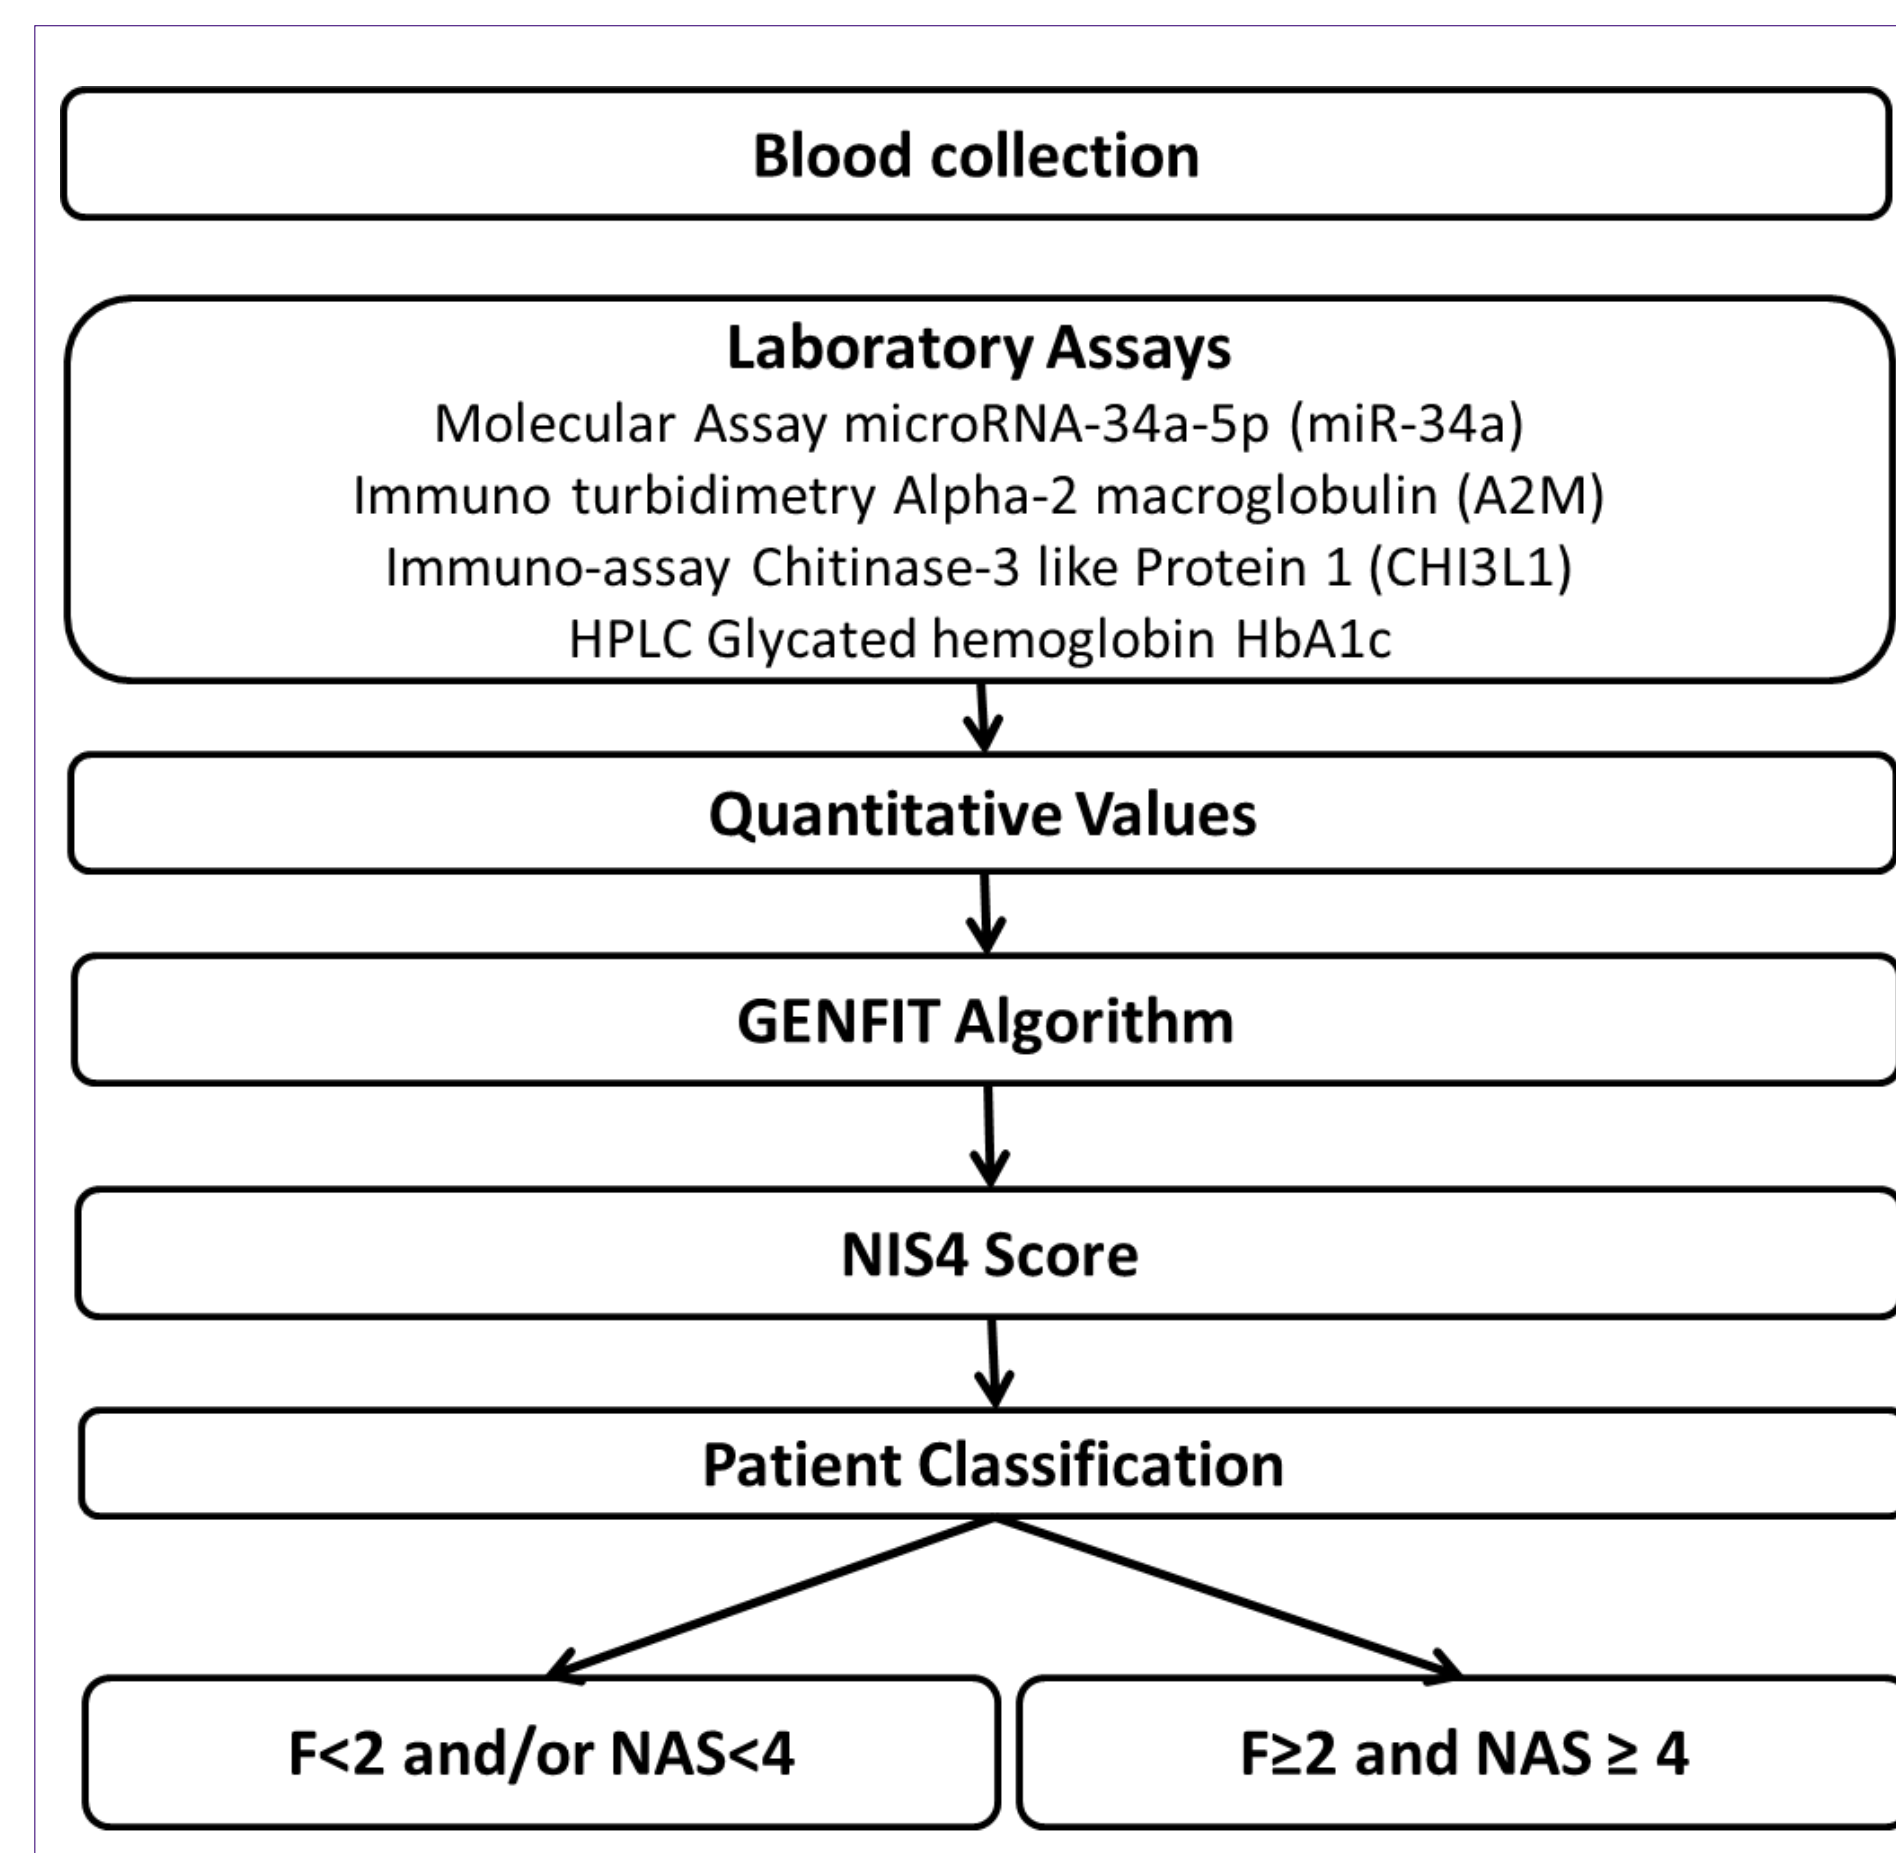 Blood collection
Laboratory Assays
Molecular Assay microRNA-34a-5p (miR-34a)
Immuno turbidimetry Alpha-2 macroglobulin (A2M)
Immuno-assay Chitinase-3 like Protein 1 (CHI3L1)
HPLC Glycated hemoglobin HbA1c
Quantitative Values
GENFIT Algorithm
NIS4 Score
Patient Classification
F<2 and/or NAS<4
F≥2 and NAS ≥ 4